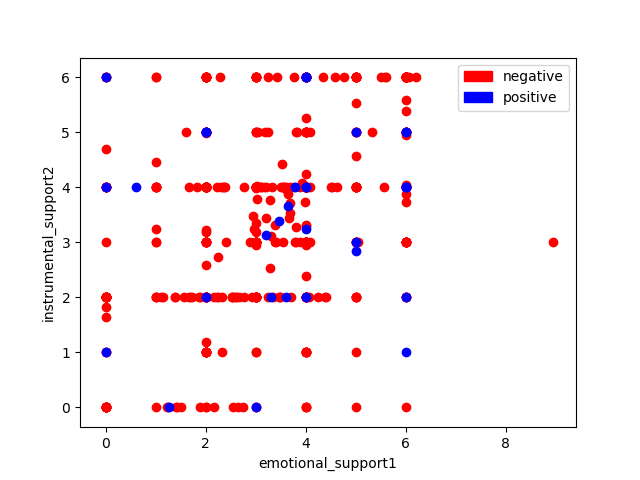 negative
positive
instrumental_support2
6
5
4
3
2
1
0
0 2 4 6 8
emotional_support1